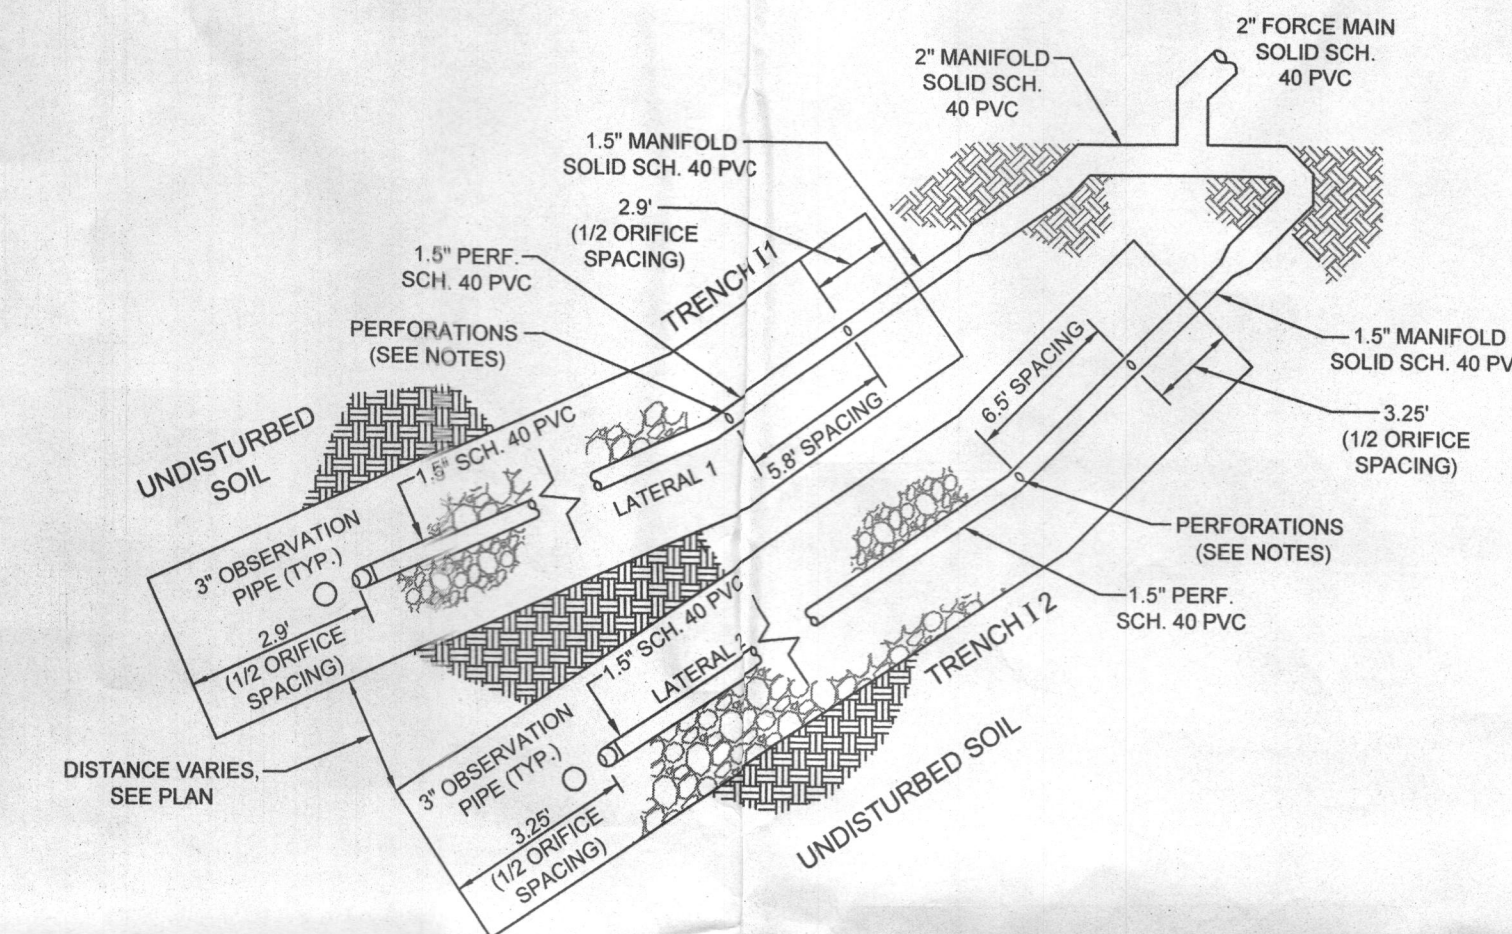 2" FORCE MAIN
SOLID SCH.
40 PVC
2" MANIFOLD
SOLID SCH.
40 PVC
1.5" MANIFOLD
SOLID SCH. 40 PVC
2.9'
(1/2 ORIFICE
SPACING)
1.5" PERF.
SCH. 40 PVC
TRENCH I1
PERFORATIONS
(SEE NOTES)
UNDISTURBED
SOIL
1.5" SCH. 40 PVC
LATERAL 1
5.8' SPACING
6.5' SPACING
1.5" MANIFOLD
SOLID SCH. 40
3.25'
(1/2 ORIFICE
SPACING)
PERFORATIONS
(SEE NOTES)
1.5" PERF.
SCH. 40 PVC
3" OBSERVATION
PIPE (TYP.)
2.9'
(1/2 ORIFICE
SPACING)
1.5" SCH. 40 PVC
LATERAL 2
TRENCH I 2
3" OBSERVATION
PIPE (TYP.)
3.25'
(1/2 ORIFICE
SPACING)
DISTANCE VARIES,
SEE PLAN
UNDISTURBED SOIL